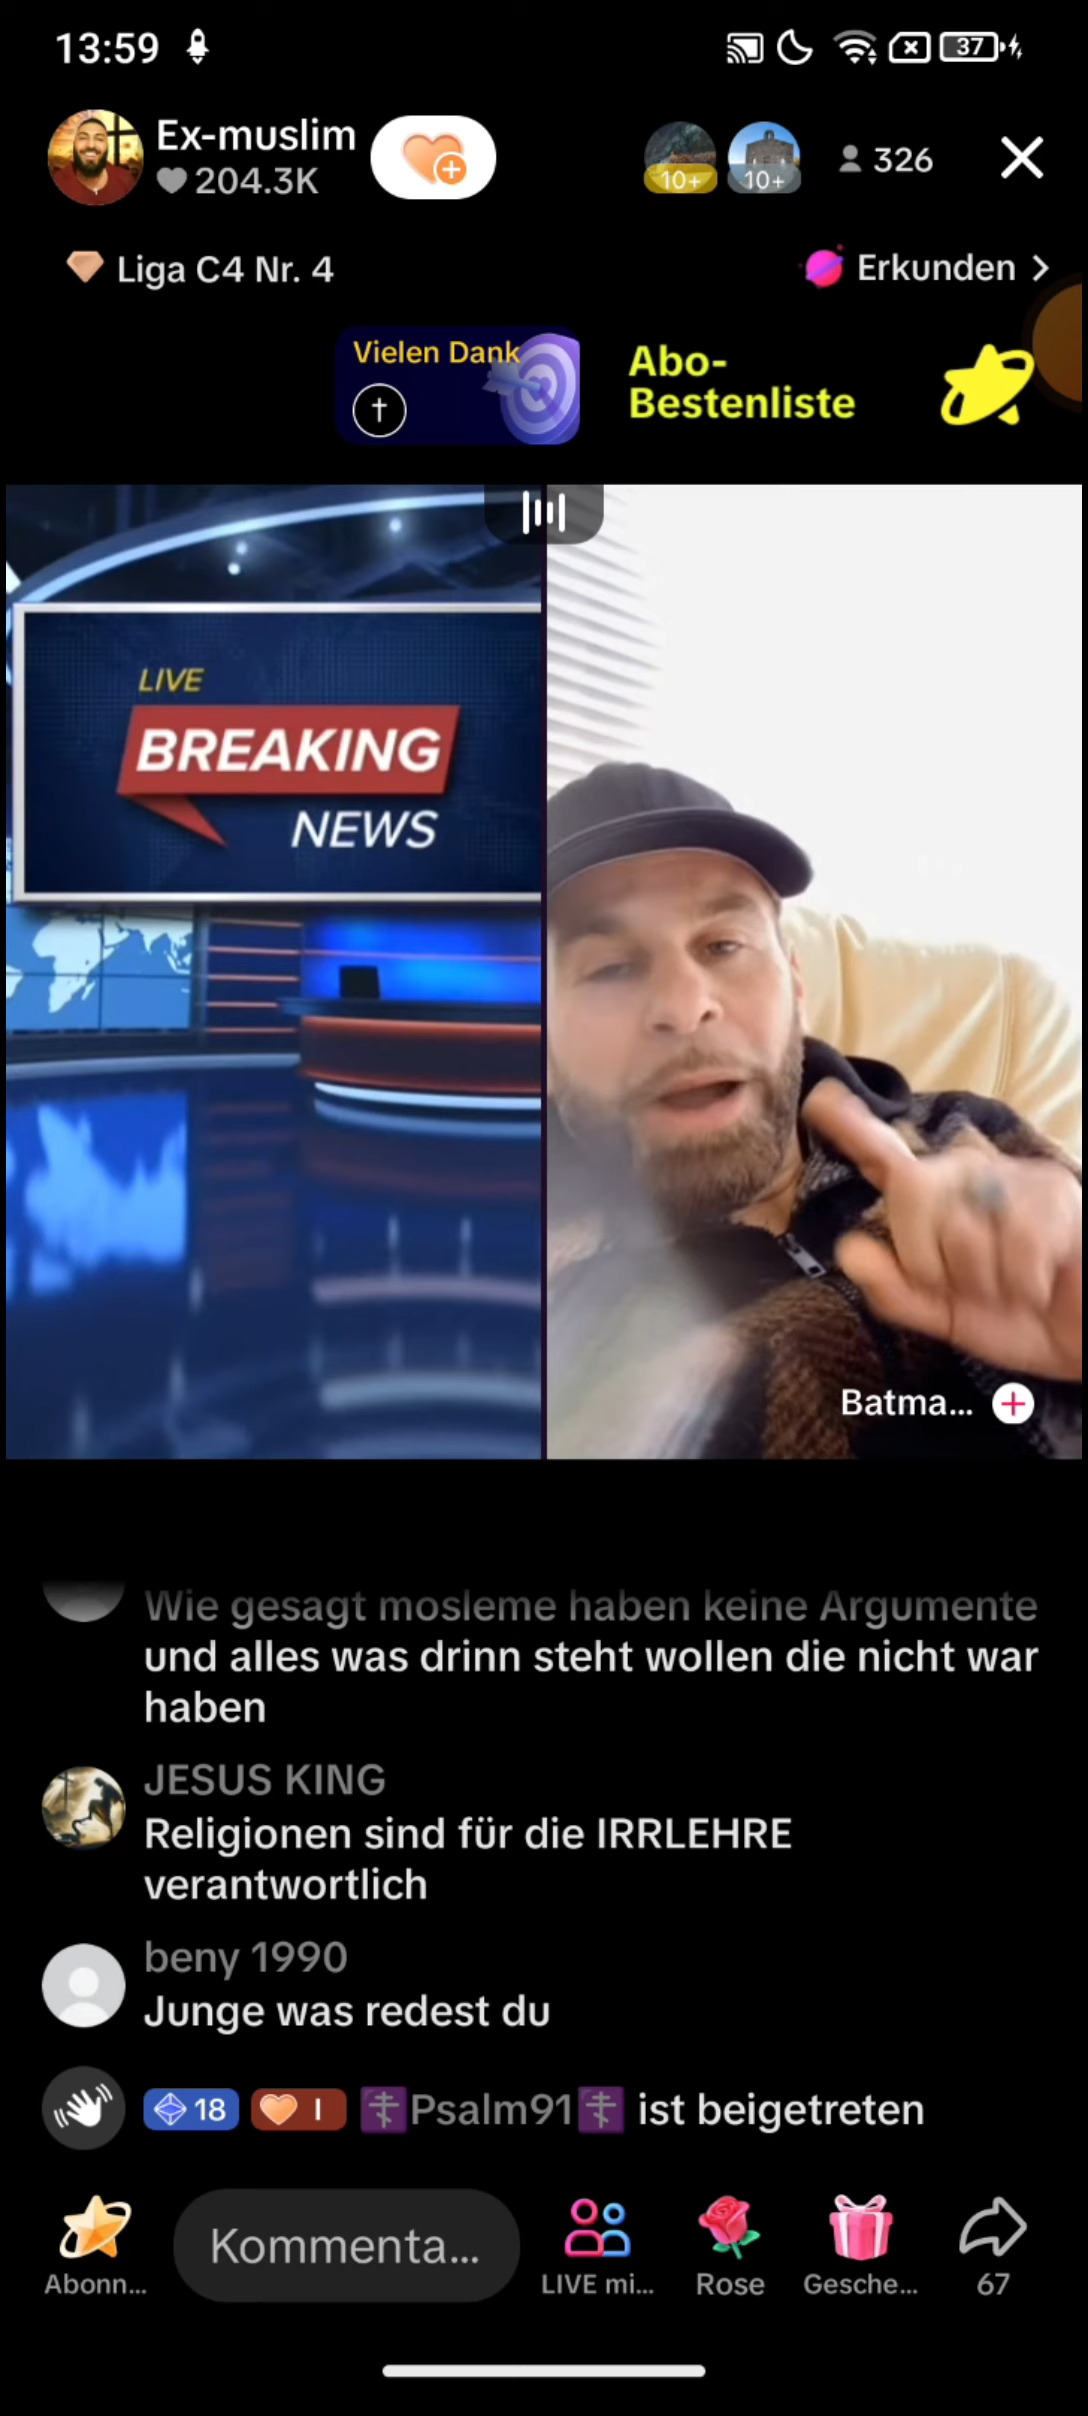 13:59
37
Ex-muslim
204.3K
10+
10+
326
Liga C4 Nr. 4
Erkunden
Vielen Dank
Abo-
Bestenliste
LIVE
BREAKING
NEWS
Batma...
Wie gesagt mosleme haben keine Argumente
und alles was drinn steht wollen die nicht war
haben
JESUS KING
Religionen sind für die IRRLEHRE
verantwortlich
beny 1990
Junge was redest du
18 I ☦Psalm91☦ ist beigetreten
Kommenta...
Abonn...
LIVE mi...
Rose
Gesche...
67